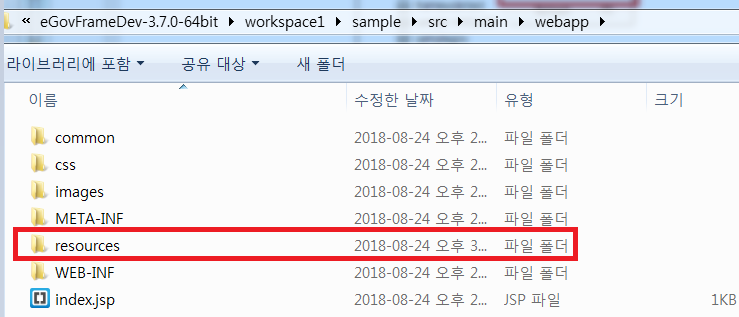 « eGovFrameDev-3.7.0-64bit ▸ workspace1 ▸ sample ▸ src ▸ main ▸ webapp ▸
라이브러리에 포함 ▾ 공유 대상 ▾ 새 폴더
이름 수정한 날짜 유형 크기
common 2018-08-24 오후 2... 파일 폴더
css 2018-08-24 오후 2... 파일 폴더
images 2018-08-24 오후 2... 파일 폴더
META-INF 2018-08-24 오후 2... 파일 폴더
resources 2018-08-24 오후 3... 파일 폴더
WEB-INF 2018-08-24 오후 2... 파일 폴더
index.jsp 2018-08-24 오후 2... JSP 파일 1KB